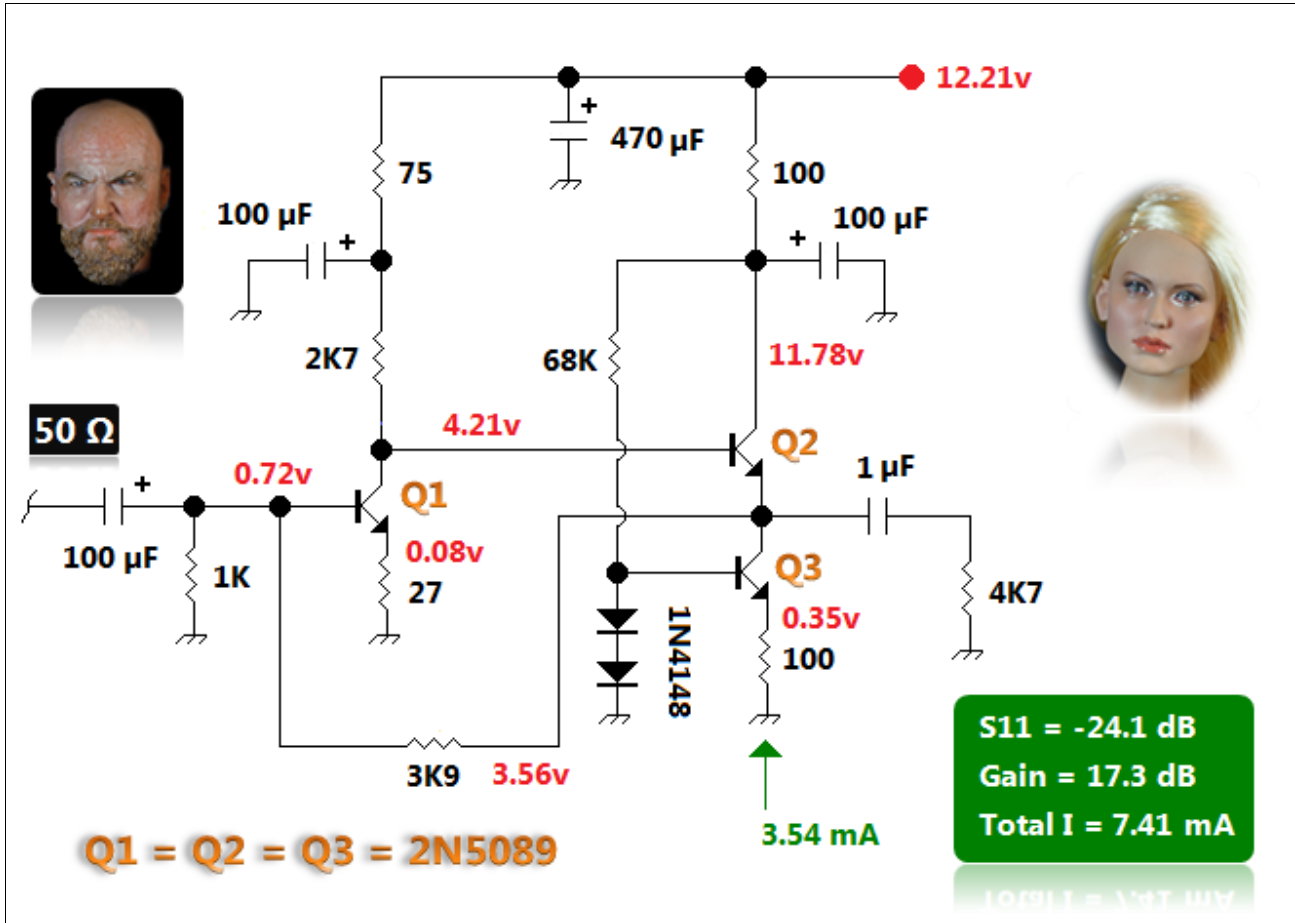 12.21v
470 µF
75
100
100 µF
+
+
+
100 µF
2K7
68K
11.78v
50 Ω
4.21v
Q2
1 µF
0.72v
+
Q1
100 µF
1K
0.08v
27
Q3
0.35v
100
4K7
1N4148
3K9
3.56v
3.54 mA
S11 = -24.1 dB
Gain = 17.3 dB
Total I = 7.41 mA
Q1 = Q2 = Q3 = 2N5089